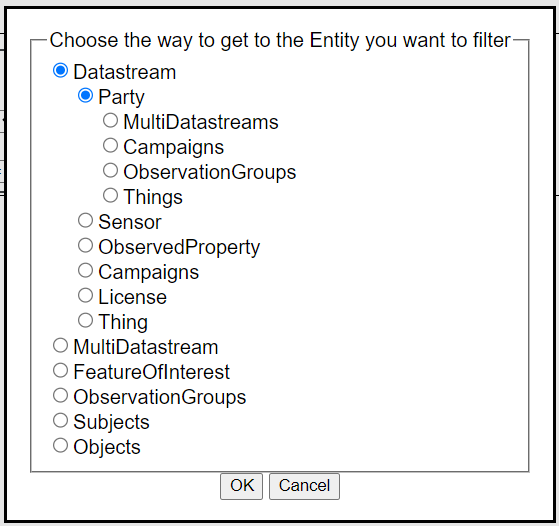 Choose the way to get to the Entity you want to filter
Datastream
Party
MultiDatastreams
Campaigns
ObservationGroups
Things
Sensor
ObservedProperty
Campaigns
License
Thing
MultiDatastream
FeatureOfInterest
ObservationGroups
Subjects
Objects
OK Cancel